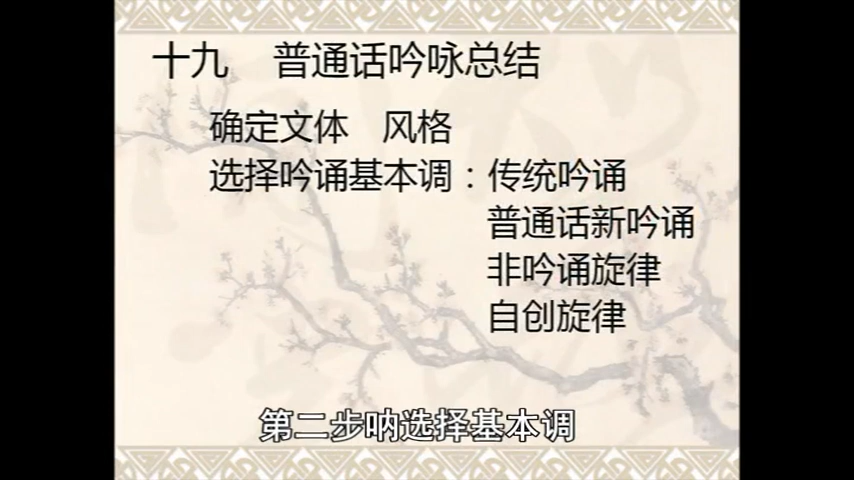 十九 普通话吟咏总结
确定文体 风格
选择吟诵基本调：传统吟诵
普通话新吟诵
非吟诵旋律
自创旋律
第二步呐选择基本调